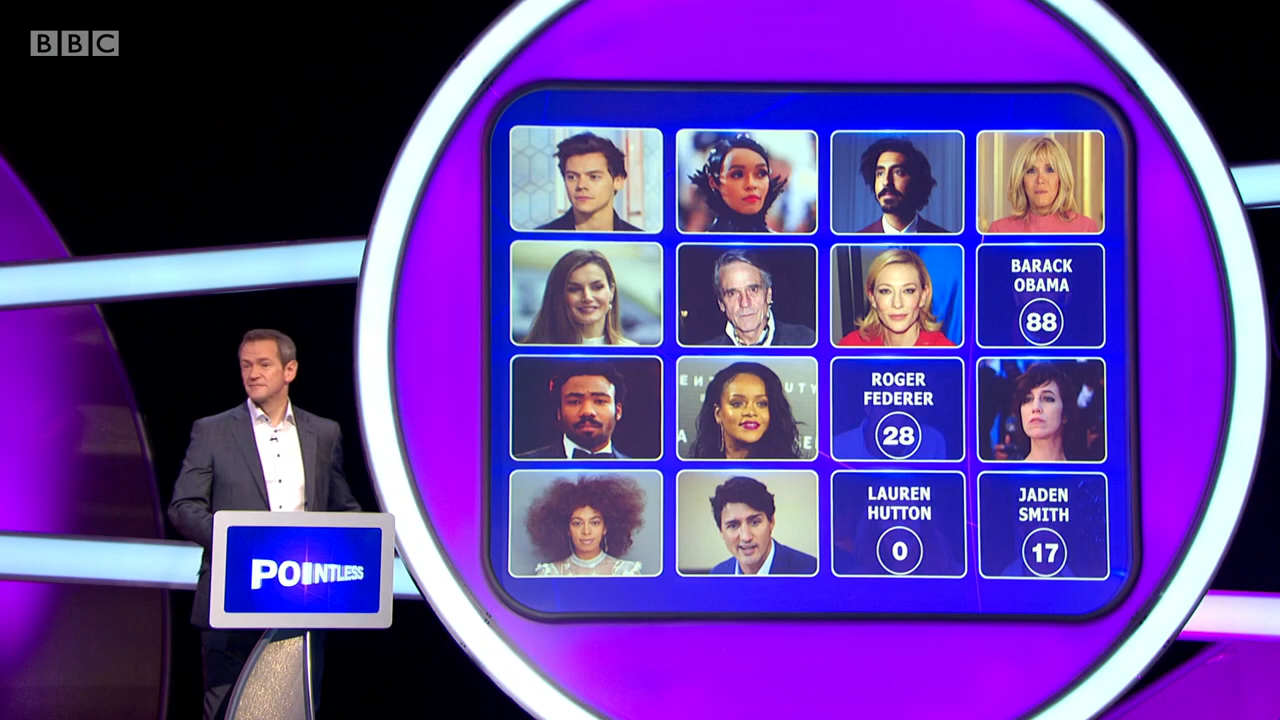 BBC
BARACK
OBAMA
88
ROGER
FEDERER
28
LAUREN
HUTTON
0
JADEN
SMITH
17
POINTLESS